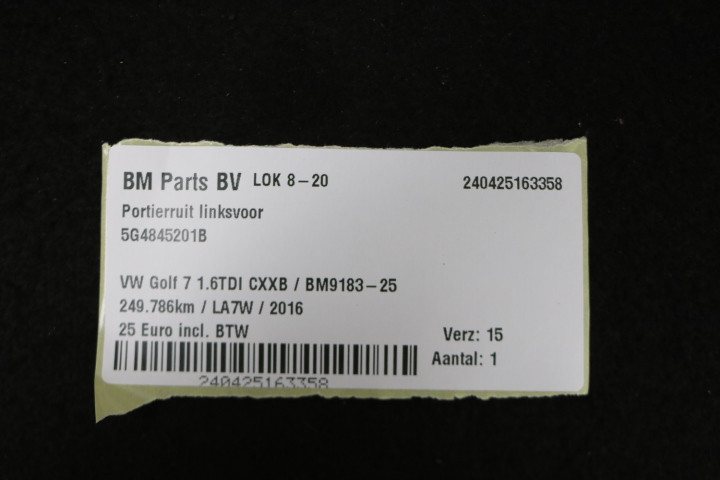 BM Parts BV LOK 8-20 240425163358
Portierruit linksvoor
5G4845201B
VW Golf 7 1.6TDI CXXB / BM9183-25
249.786km / LA7W / 2016
25 Euro incl. BTW
Verz: 15
Aantal: 1
240425163358